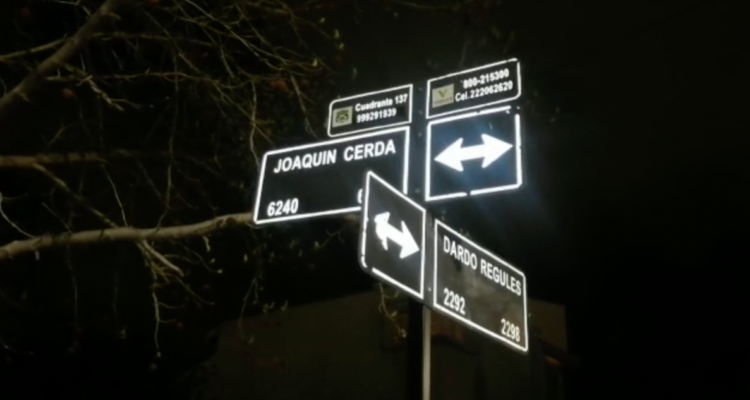 Cuadrante 137
999291939
800-215300
Cel.222062620
JOAQUIN CERDA
6240
DARDO REGULES
2292 2298